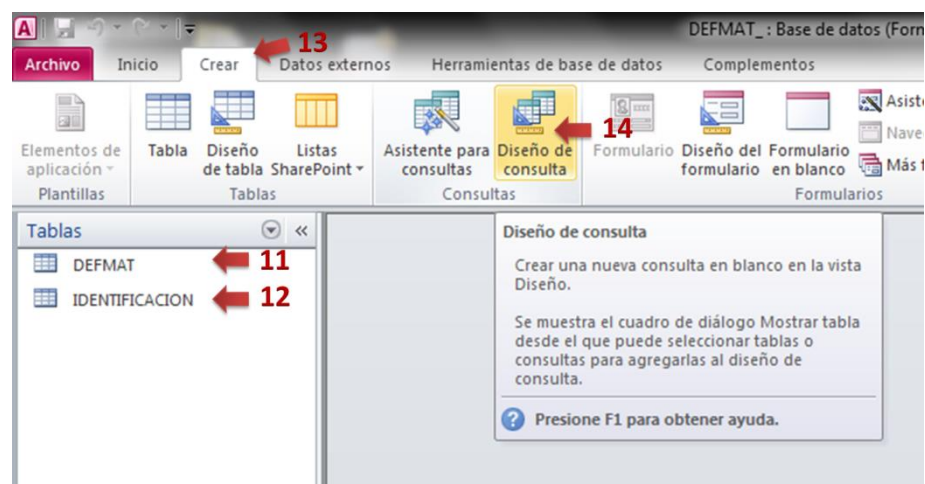 A
DEFMAT_ : Base de datos (Forn
13
Archivo Inicio Crear Datos externos Herramientas de base de datos Complementos
Elementos de aplicación
Plantillas
Tabla
Diseño de tabla
Listas SharePoint
Tablas
Asistente para consultas
Diseño de consulta
14
Consultas
Formulario
Diseño del formulario
Formulario en blanco
Asiste
Nave
Más f
Formularios
Tablas
DEFMAT
11
IDENTIFICACION
12
Diseño de consulta
Crear una nueva consulta en blanco en la vista
Diseño.
Se muestra el cuadro de diálogo Mostrar tabla
desde el que puede seleccionar tablas o
consultas para agregarlas al diseño de
consulta.
Presione F1 para obtener ayuda.